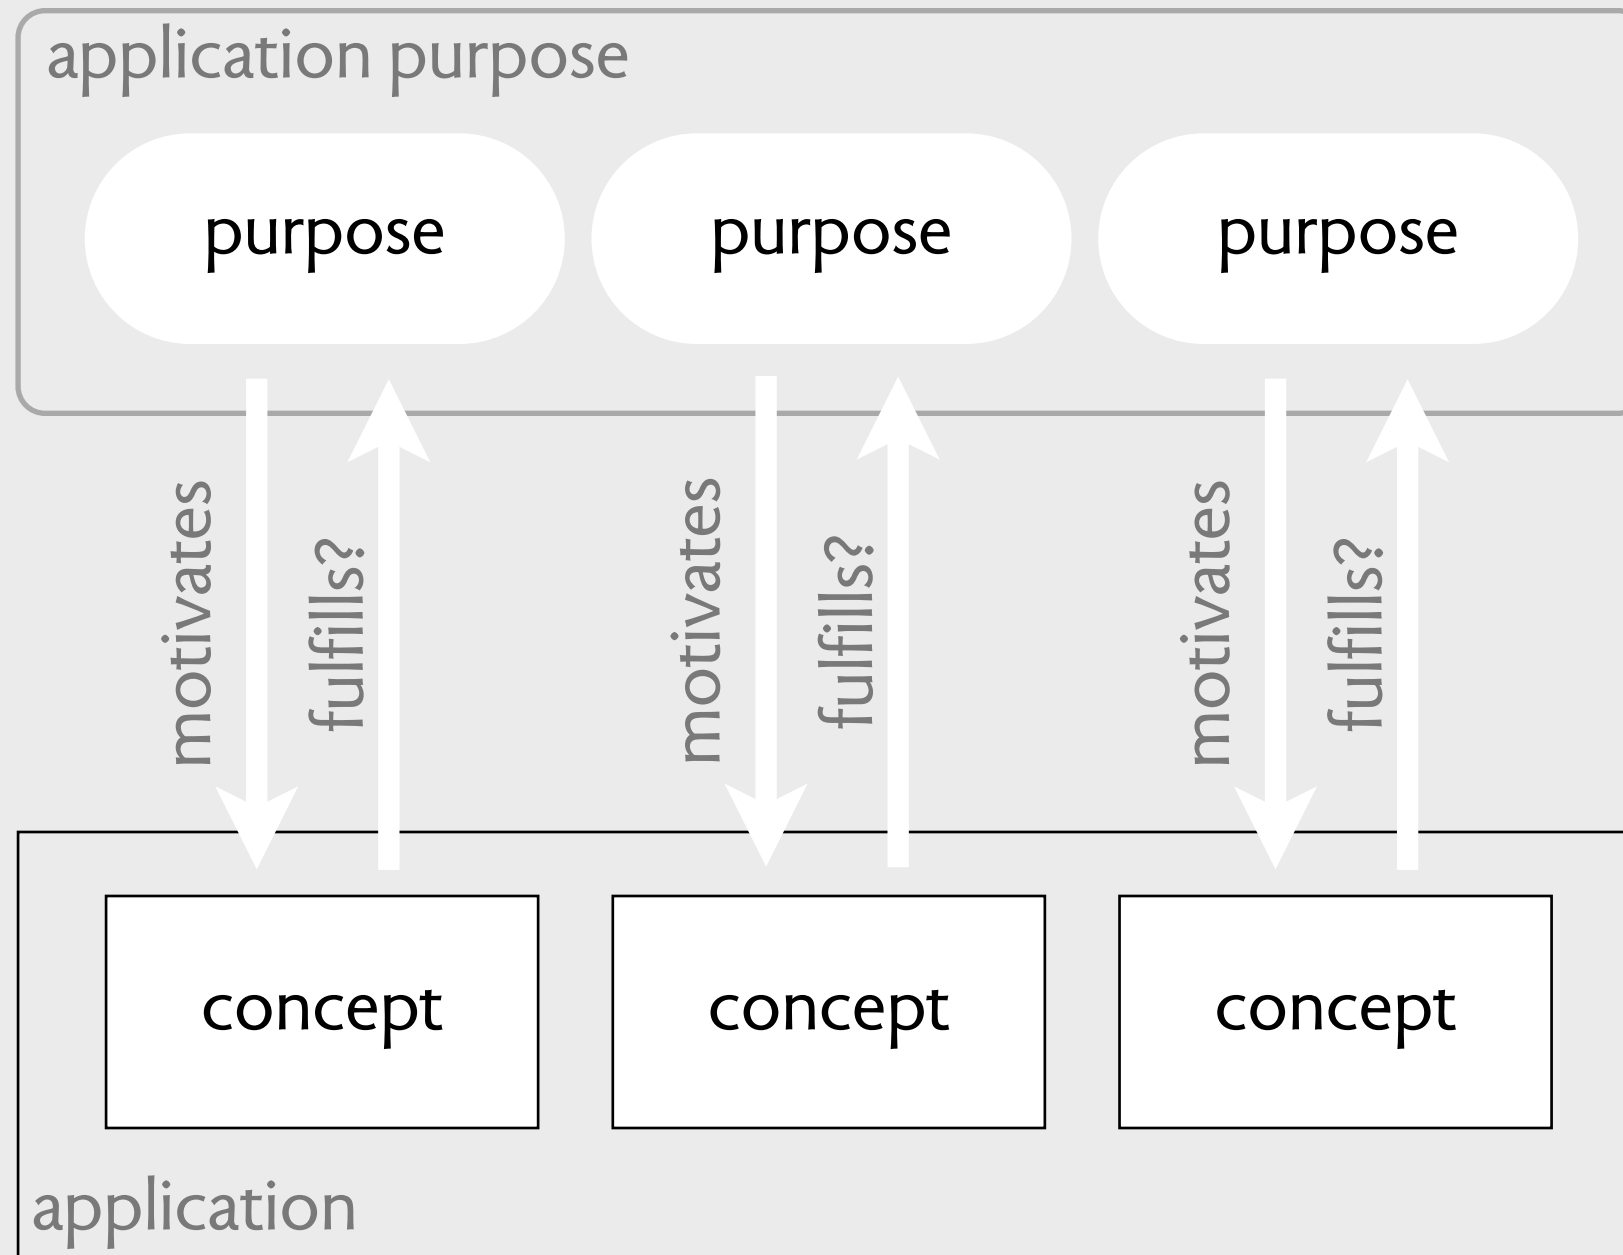 application purpose
purpose
purpose
purpose
motivates
fulfills?
motivates
fulfills?
motivates
fulfills?
concept
concept
concept
application